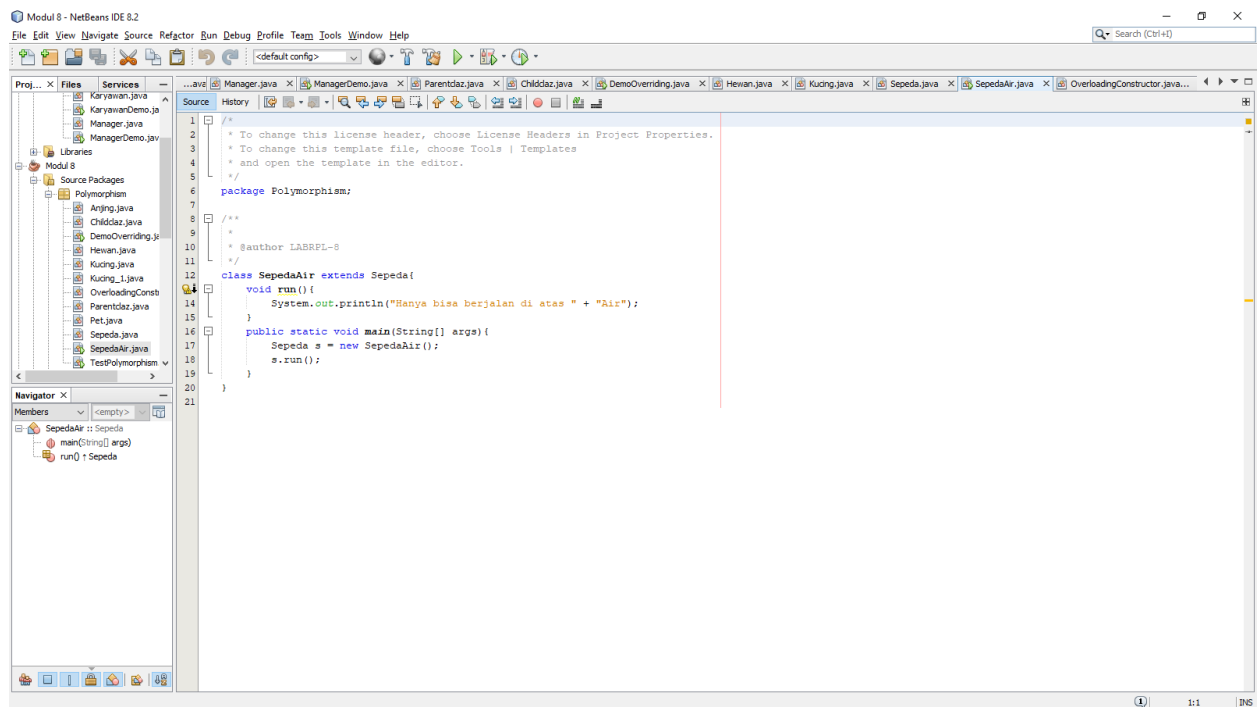 Modul 8 - NetBeans IDE 8.2
File Edit View Navigate Source Refactor Run Debug Profile Team Tools Window Help
Search (Ctrl+I)
<default config>
Proj... Files Services
...ava Manager.java ManagerDemo.java Parentclaz.java Childclaz.java DemoOverriding.java Hewan.java Kucing.java Sepeda.java SepedaAir.java OverloadingConstructor.java...
Source History
Karyawan.java
KaryawanDemo.ja
Manager.java
ManagerDemo.jav
Libraries
Modul 8
Source Packages
Polymorphism
Anjing.java
Childclaz.java
DemoOverriding.ja
Hewan.java
Kucing.java
Kucing_1.java
OverloadingConst
Parentclaz.java
Pet.java
Sepeda.java
SepedaAir.java
TestPolymorphism
Navigator
Members <empty>
SepedaAir :: Sepeda
main(String[] args)
run() ↑ Sepeda
1 /*
2 * To change this license header, choose License Headers in Project Properties.
3 * To change this template file, choose Tools | Templates
4 * and open the template in the editor.
5 */
6 package Polymorphism;
7
8 /**
9 *
10 * @author LABRPL-8
11 */
12 class SepedaAir extends Sepeda{
void run(){
14 System.out.println("Hanya bisa berjalan di atas " + "Air");
15 }
16 public static void main(String[] args){
17 Sepeda s = new SepedaAir();
18 s.run();
19 }
20 }
21
1 1:1 INS